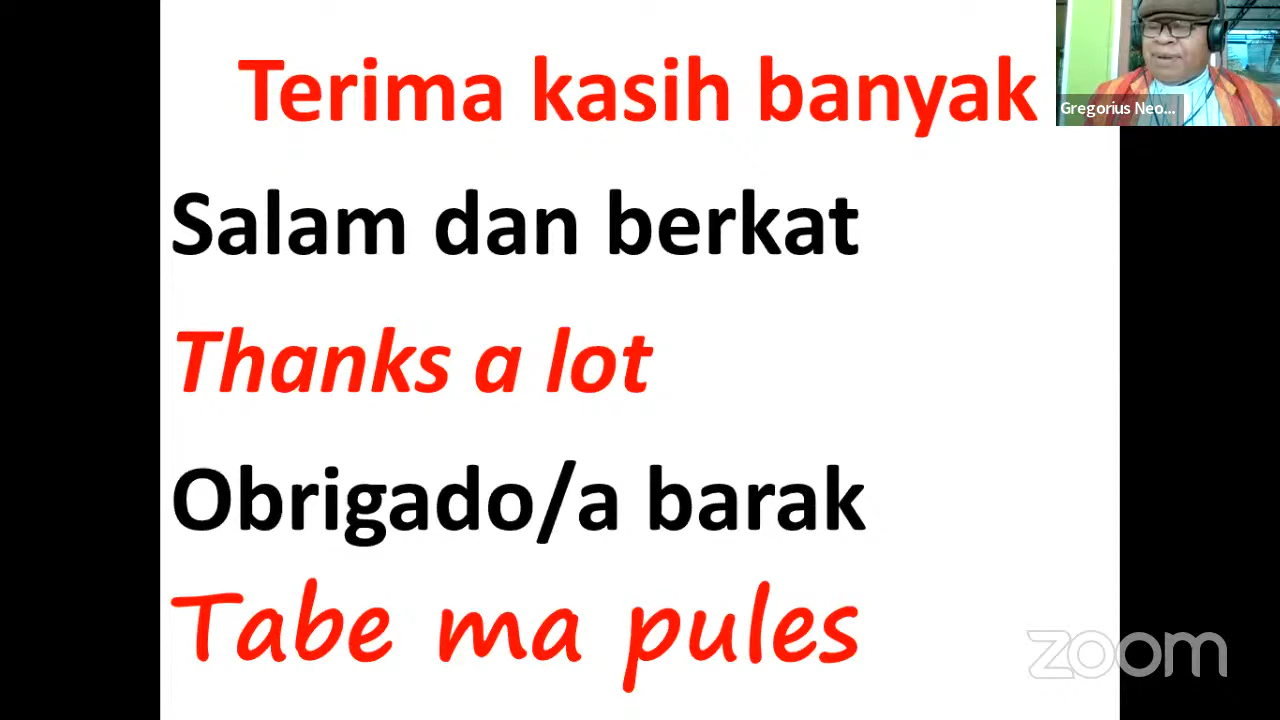 Terima kasih banyak
Gregorius Neo...
Salam dan berkat
Thanks a lot
Obrigado/a barak
Tabe ma pules
zoom